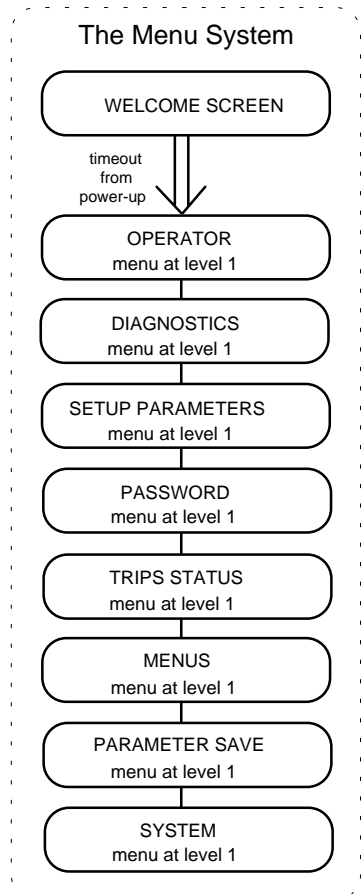 The Menu System
WELCOME SCREEN
timeout
from
power-up
OPERATOR
menu at level 1
DIAGNOSTICS
menu at level 1
SETUP PARAMETERS
menu at level 1
PASSWORD
menu at level 1
TRIPS STATUS
menu at level 1
MENUS
menu at level 1
PARAMETER SAVE
menu at level 1
SYSTEM
menu at level 1